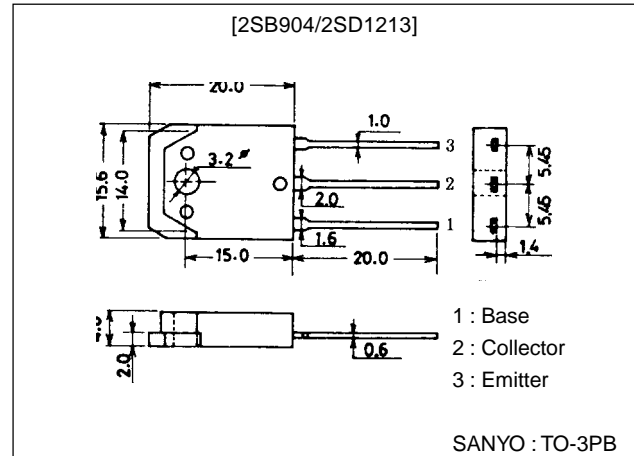 [2SB904/2SD1213]
20.0
1.0
3
15.6
14.0
3.2ø
2
2.0
5.45
5.45
1
1.6
15.0
20.0
1.4
2.0
0.6
1 : Base
2 : Collector
3 : Emitter
SANYO : TO-3PB